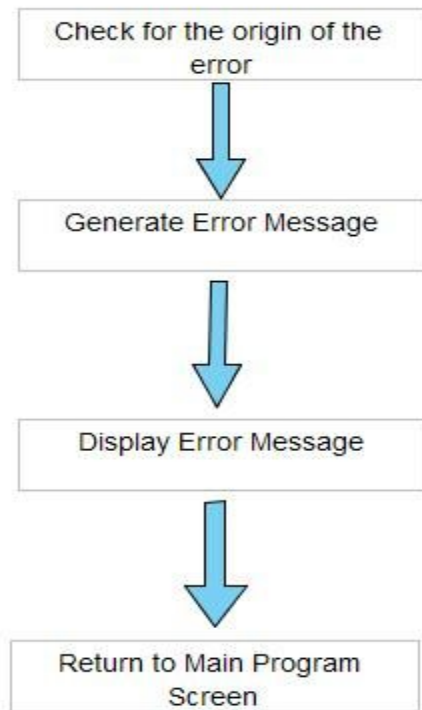 Check for the origin of the
error
Generate Error Message
Display Error Message
Return to Main Program
Screen